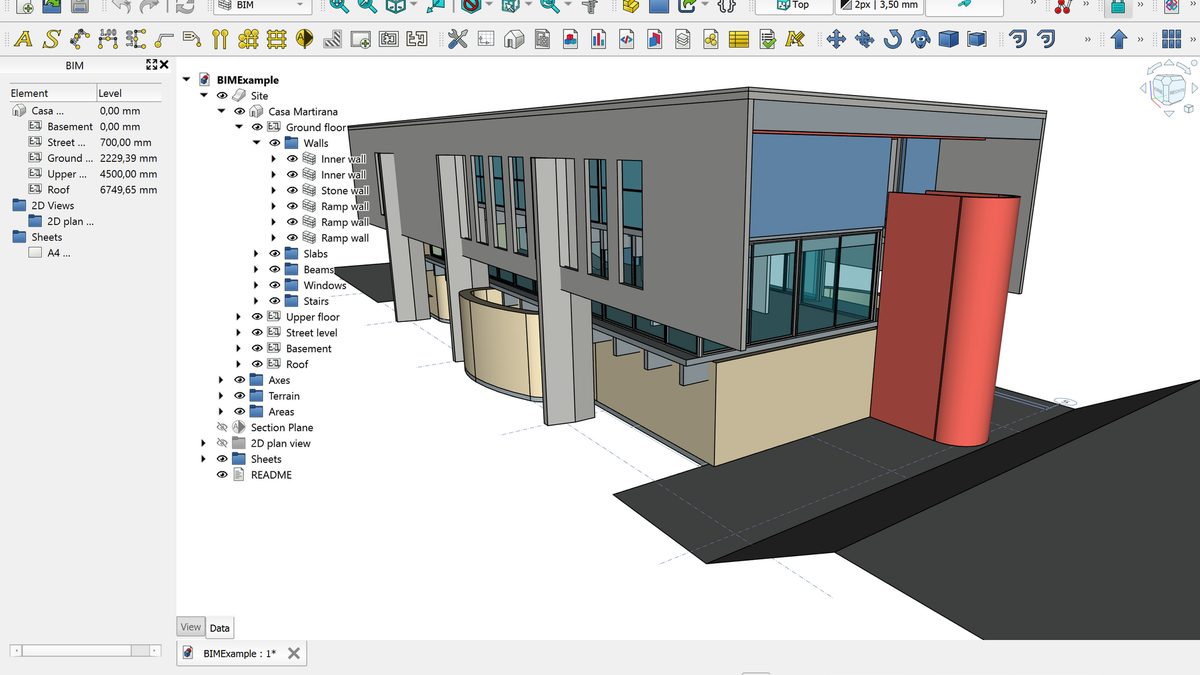 BIM
Top
2px | 3,50 mm
BIM
Element Level
Casa ... 0,00 mm
Basement 0,00 mm
Street ... 700,00 mm
Ground ... 2229,39 mm
Upper ... 4500,00 mm
Roof 6749,65 mm
2D Views
2D plan ...
Sheets
A4 ...
BIMExample
Site
Casa Martirana
Ground floor
Walls
Inner wall
Inner wall
Stone wall
Ramp wall
Ramp wall
Ramp wall
Slabs
Beams
Windows
Stairs
Upper floor
Street level
Basement
Roof
Axes
Terrain
Areas
Section Plane
2D plan view
Sheets
README
View
Data
BIMExample : 1*